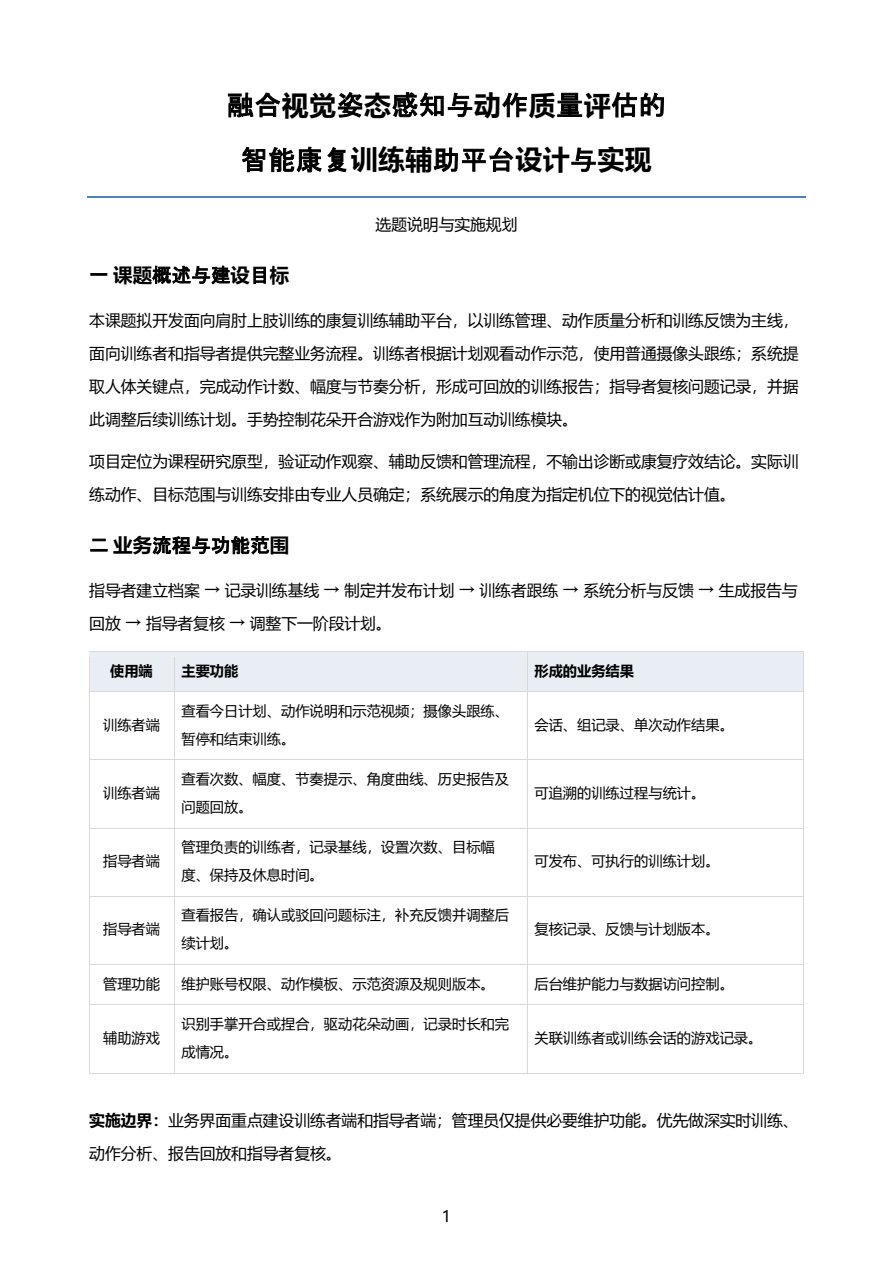 融合视觉姿态感知与动作质量评估的
智能康复训练辅助平台设计与实现
选题说明与实施规划
一 课题概述与建设目标
本课题拟开发面向肩肘上肢训练的康复训练辅助平台，以训练管理、动作质量分析和训练反馈为主线，
面向训练者和指导者提供完整业务流程。训练者根据计划观看动作示范，使用普通摄像头跟练；系统提
取人体关键点，完成动作计数、幅度与节奏分析，形成可回放的训练报告；指导者复核问题记录，并据
此调整后续训练计划。手势控制花朵开合游戏作为附加互动训练模块。
项目定位为课程研究原型，验证动作观察、辅助反馈和管理流程，不输出诊断或康复疗效结论。实际训
练动作、目标范围与训练安排由专业人员确定；系统展示的角度为指定机位下的视觉估计值。
二 业务流程与功能范围
指导者建立档案 → 记录训练基线 → 制定并发布计划 → 训练者跟练 → 系统分析与反馈 → 生成报告与
回放 → 指导者复核 → 调整下一阶段计划。
使用端 主要功能 形成的业务结果
训练者端 查看今日计划、动作说明和示范视频；摄像头跟练、
暂停和结束训练。 会话、组记录、单次动作结果。
训练者端 查看次数、幅度、节奏提示、角度曲线、历史报告及
问题回放。 可追溯的训练过程与统计。
指导者端 管理负责的训练者，记录基线，设置次数、目标幅
度、保持及休息时间。 可发布、可执行的训练计划。
指导者端 查看报告，确认或驳回问题标注，补充反馈并调整后
续计划。 复核记录、反馈与计划版本。
管理功能 维护账号权限、动作模板、示范资源及规则版本。 后台维护能力与数据访问控制。
辅助游戏 识别手掌开合或捏合，驱动花朵动画，记录时长和完
成情况。 关联训练者或训练会话的游戏记录。
实施边界：业务界面重点建设训练者端和指导者端；管理员仅提供必要维护功能。优先做深实时训练、
动作分析、报告回放和指导者复核。
1